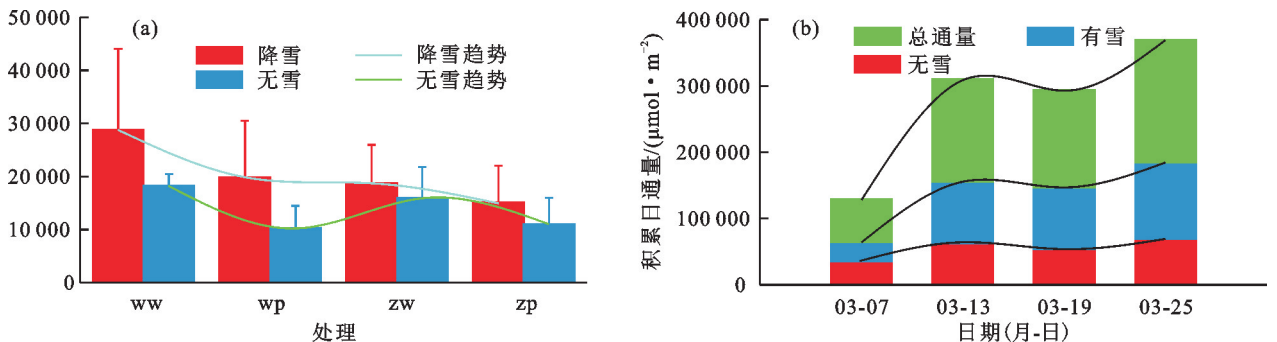 50 000
40 000
30 000
20 000
10 000
0
(a)
降雪
无雪
降雪趋势
无雪趋势
ww
wp
zw
zp
处理
积累日通量/(μmol·m⁻²)
400 000
300 000
200 000
100 000
0
(b)
总通量
有雪
无雪
03-07
03-13
03-19
03-25
日期(月-日)